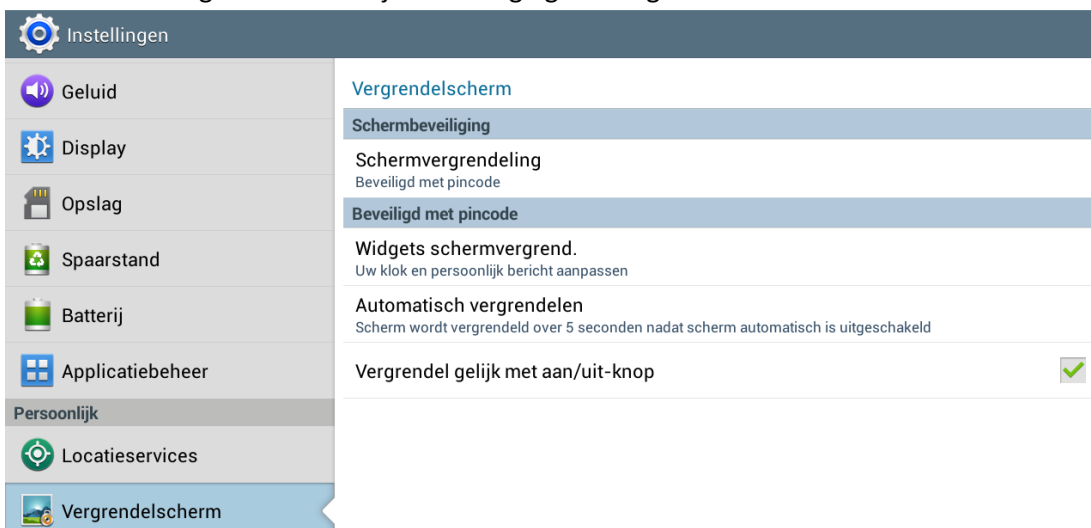 Instellingen
Geluid
Display
Opslag
Spaarstand
Batterij
Applicatiebeheer
Persoonlijk
Locatieservices
Vergrendelscherm
Vergrendelscherm
Schermbeveiliging
Schermvergrendeling
Beveiligd met pincode
Beveiligd met pincode
Widgets schermvergrend.
Uw klok en persoonlijk bericht aanpassen
Automatisch vergrendelen
Scherm wordt vergrendeld over 5 seconden nadat scherm automatisch is uitgeschakeld
Vergrendel gelijk met aan/uit-knop